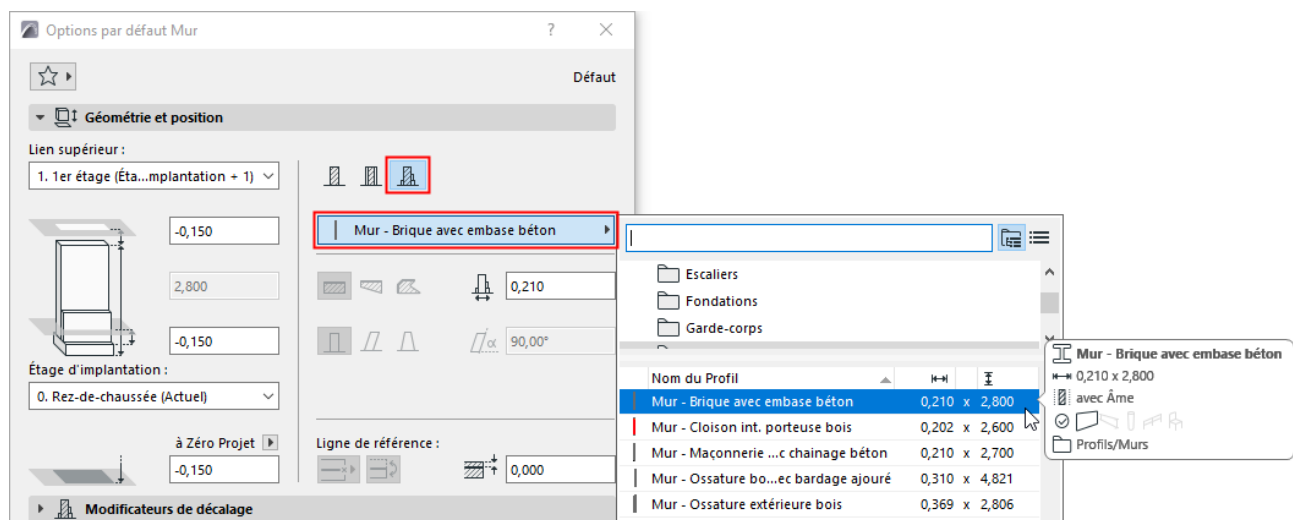 Options par défaut Mur
?
Défaut
Géométrie et position
Lien supérieur :
1. 1er étage (Éta...mplantation + 1)
-0,150
Mur - Brique avec embase béton
2,800
0,210
-0,150
α 90,00°
Étage d'implantation :
0. Rez-de-chaussée (Actuel)
à Zéro Projet
Ligne de référence :
-0,150
0,000
Modificateurs de décalage
Escaliers
Fondations
Garde-corps
Nom du Profil
Mur - Brique avec embase béton 0,210 x 2,800
Mur - Cloison int. porteuse bois 0,202 x 2,600
Mur - Maçonnerie ...c chainage béton 0,210 x 2,700
Mur - Ossature bo...ec bardage ajouré 0,310 x 4,821
Mur - Ossature extérieure bois 0,369 x 2,806
Mur - Brique avec embase béton
0,210 x 2,800
avec Âme
Profils/Murs